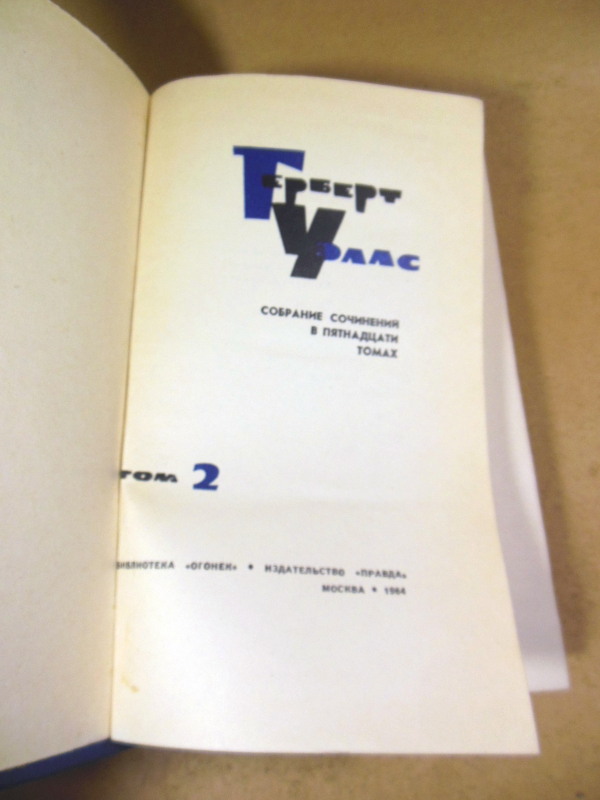 Герберт
Уэллс
СОБРАНИЕ СОЧИНЕНИЙ
В ПЯТНАДЦАТИ
ТОМАХ
ТОМ 2
БИБЛИОТЕКА «ОГОНЕК» • ИЗДАТЕЛЬСТВО «ПРАВДА»
МОСКВА • 1964